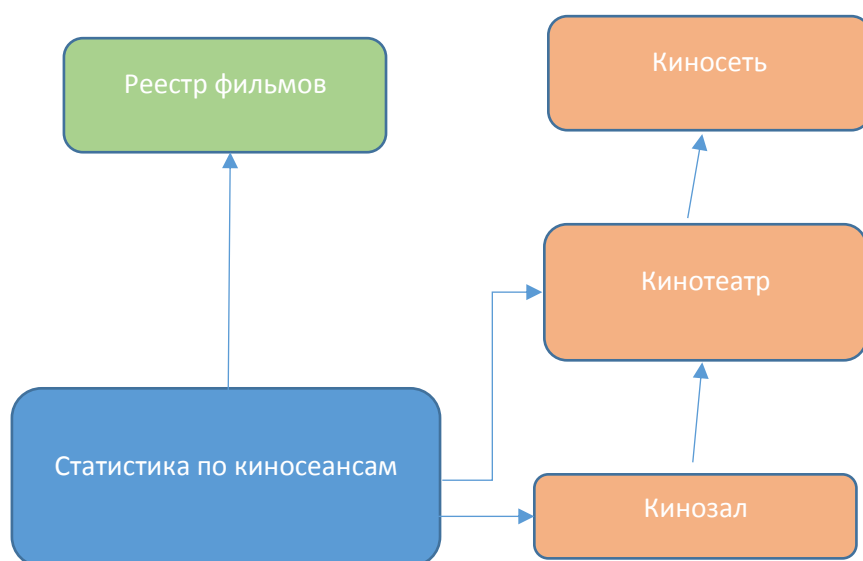 Реестр фильмов
Киносеть
Кинотеатр
Статистика по киносеансам
Кинозал